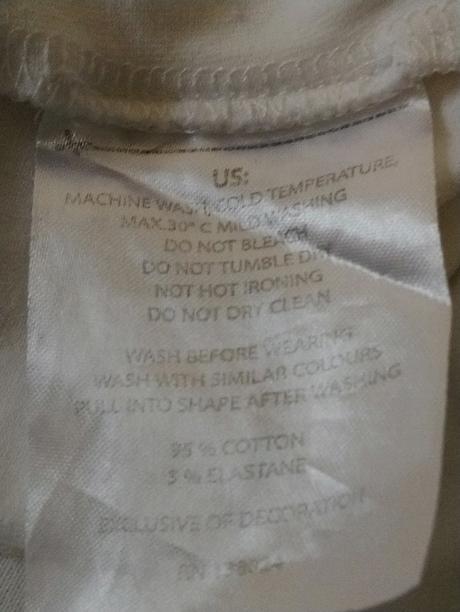 US:
MACHINE WASH, COLD TEMPERATURE,
MAX.30° C MILD WASHING
DO NOT BLEACH
DO NOT TUMBLE DRY
NOT HOT IRONING
DO NOT DRY CLEAN
WASH BEFORE WEARING
WASH WITH SIMILAR COLOURS
PULL INTO SHAPE AFTER WASHING
95 % COTTON
5 % ELASTANE
EXCLUSIVE OF DECORATION
RN